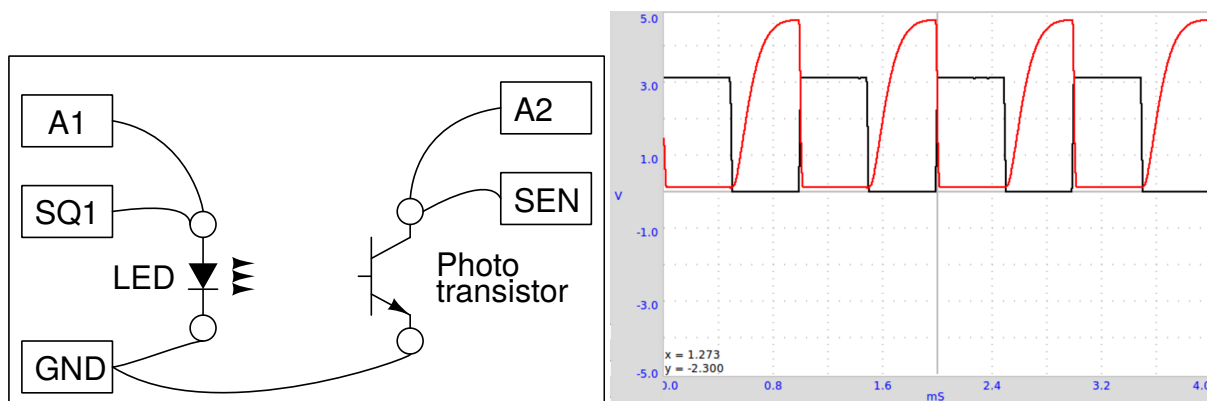 A1
A2
SQ1
SEN
LED
Photo
transistor
GND
5.0
3.0
1.0
V
-1.0
-3.0
-5.0
x = 1.273
y = -2.300
0.0
0.8
1.6
2.4
3.2
4.0
mS